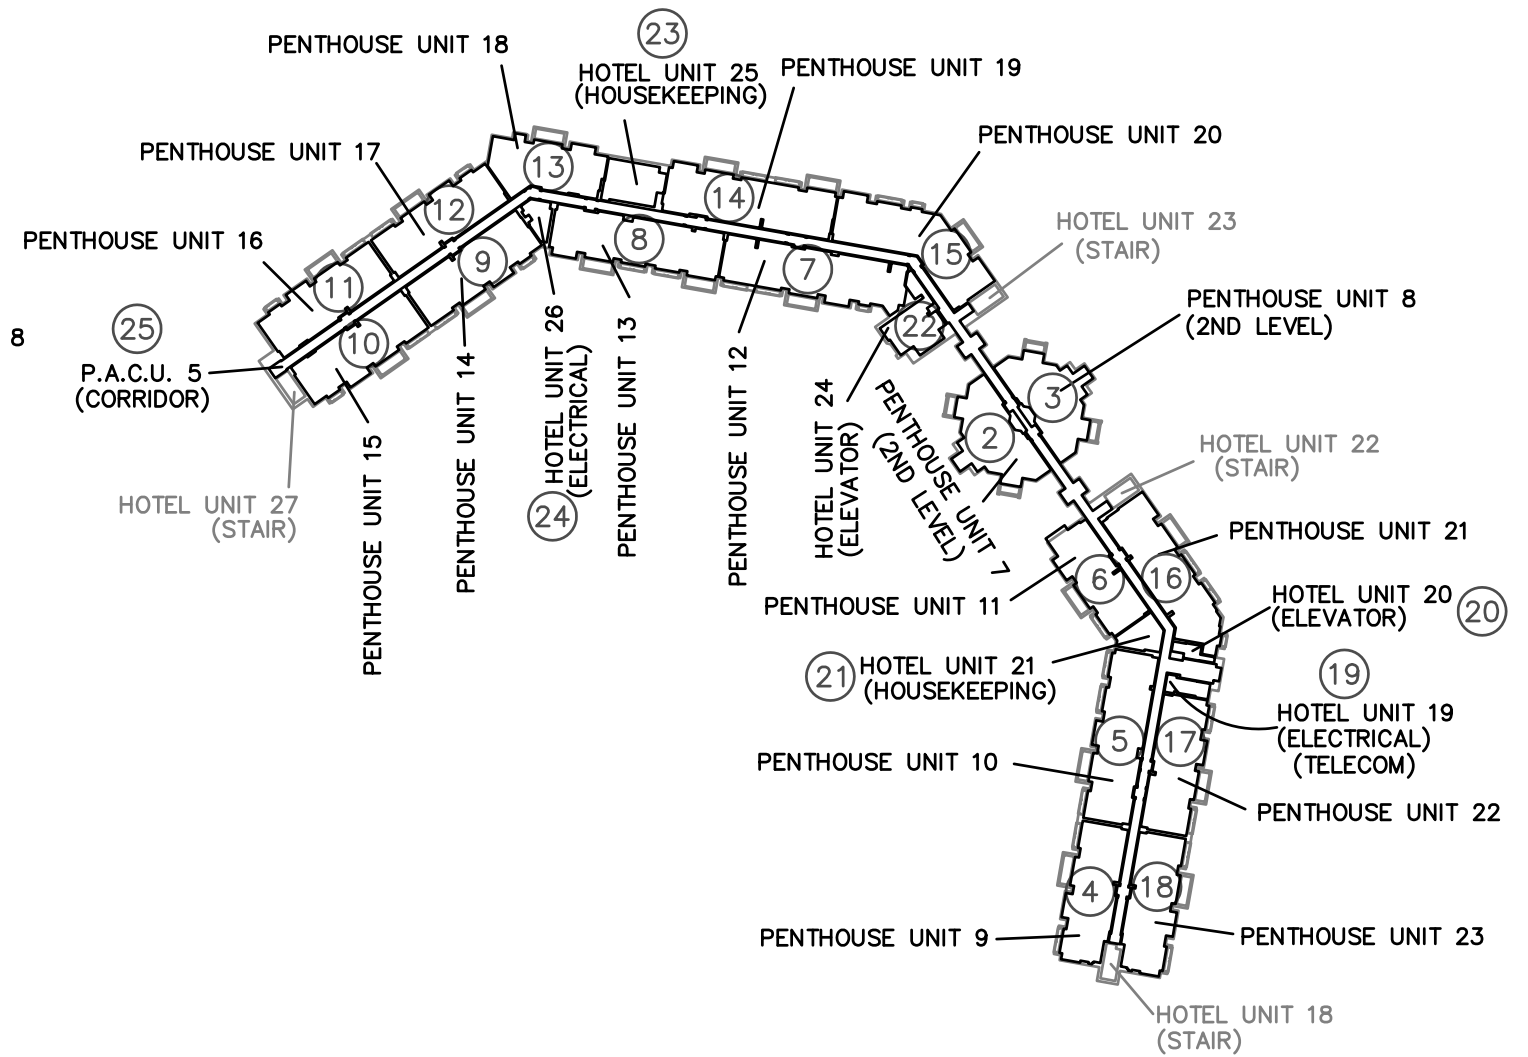 PENTHOUSE UNIT 18
23
HOTEL UNIT 25
(HOUSEKEEPING)
PENTHOUSE UNIT 19
PENTHOUSE UNIT 17
PENTHOUSE UNIT 20
13
14
12
PENTHOUSE UNIT 16
HOTEL UNIT 23
(STAIR)
8
15
9
7
11
PENTHOUSE UNIT 8
(2ND LEVEL)
8
25
10
22
P.A.C.U. 5
(CORRIDOR)
3
2
HOTEL UNIT 27
(STAIR)
PENTHOUSE UNIT 15
PENTHOUSE UNIT 14
HOTEL UNIT 26
(ELECTRICAL)
24
PENTHOUSE UNIT 13
PENTHOUSE UNIT 12
HOTEL UNIT 24
(ELEVATOR)
PENTHOUSE UNIT 7
(2ND LEVEL)
HOTEL UNIT 22
(STAIR)
PENTHOUSE UNIT 21
6
16
PENTHOUSE UNIT 11
HOTEL UNIT 20
(ELEVATOR)
20
21
HOTEL UNIT 21
(HOUSEKEEPING)
19
HOTEL UNIT 19
(ELECTRICAL)
(TELECOM)
5
17
PENTHOUSE UNIT 10
PENTHOUSE UNIT 22
4
18
PENTHOUSE UNIT 9
PENTHOUSE UNIT 23
HOTEL UNIT 18
(STAIR)